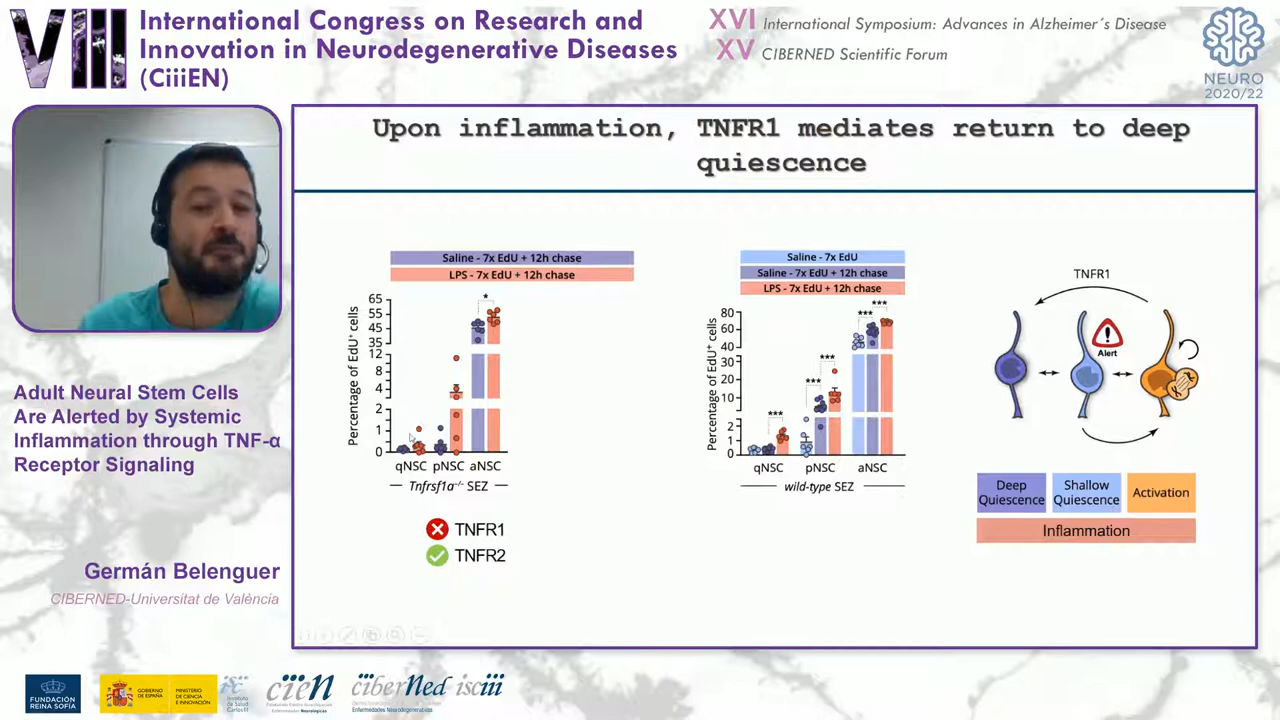 VIII International Congress on Research and
Innovation in Neurodegenerative Diseases
(CiiiEN)
XVI International Symposium: Advances in Alzheimer´s Disease
XV CIBERNED Scientific Forum
NEURO
2020/22
Upon inflammation, TNFR1 mediates return to deep
quiescence
Saline - 7x EdU + 12h chase
LPS - 7x EdU + 12h chase
Percentage of EdU⁺ cells
65
55
45
35
12
8
4
2
1
0
*
qNSC pNSC aNSC
Tnfrsf1a⁻/⁻ SEZ
TNFR1
TNFR2
Saline - 7x EdU
Saline - 7x EdU + 12h chase
LPS - 7x EdU + 12h chase
Percentage of EdU⁺ cells
80
60
40
30
20
10
2
1
0
***
***
***
***
***
qNSC pNSC aNSC
wild-type SEZ
TNFR1
!
Alert
Deep
Quiescence
Shallow
Quiescence
Activation
Inflammation
Adult Neural Stem Cells
Are Alerted by Systemic
Inflammation through TNF-α
Receptor Signaling
Germán Belenguer
CIBERNED-Universitat de València
FUNDACIÓN
REINA SOFÍA
GOBIERNO
DE ESPAÑA
MINISTERIO
DE CIENCIA
E INNOVACIÓN
Instituto
de Salud
Carlos III
cien
ciberned isciii